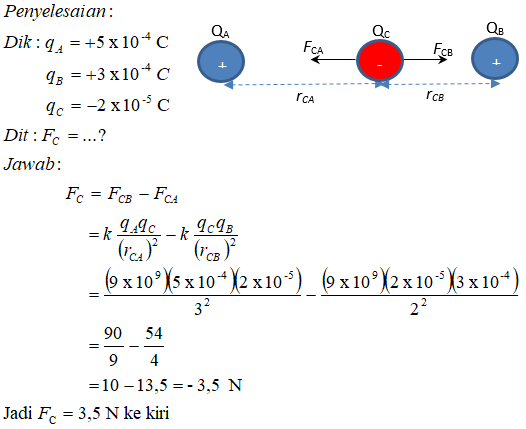 Penyelesaian :
Dik : q_A = +5 x 10^-4 C
q_B = +3 x 10^-4 C
q_C = −2 x 10^-5 C
Q_A Q_C Q_B
F_CA F_CB
+ - +
r_CA r_CB
Dit : F_C = ...?
Jawab :
F_C = F_CB − F_CA
= k q_A q_C / (r_CA)^2 − k q_C q_B / (r_CB)^2
= (9 x 10^9)(5 x 10^-4)(2 x 10^-5) / 3^2 − (9 x 10^9)(2 x 10^-5)(3 x 10^-4) / 2^2
= 90/9 − 54/4
= 10 − 13,5 = - 3,5 N
Jadi F_C = 3,5 N ke kiri